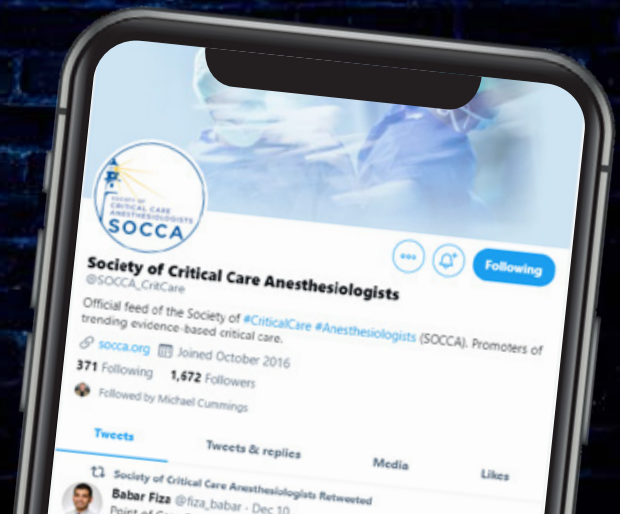 SOCIETY OF
CRITICAL CARE
ANESTHESIOLOGISTS
SOCCA
Following
Society of Critical Care Anesthesiologists
@SOCCA_CritCare
Official feed of the Society of #CriticalCare #Anesthesiologists (SOCCA). Promoters of
trending evidence-based critical care.
socca.org Joined October 2016
371 Following 1,672 Followers
Followed by Michael Cummings
Tweets Tweets & replies Media Likes
Society of Critical Care Anesthesiologists Retweeted
Babar Fiza @fiza_babar · Dec 10
Point of